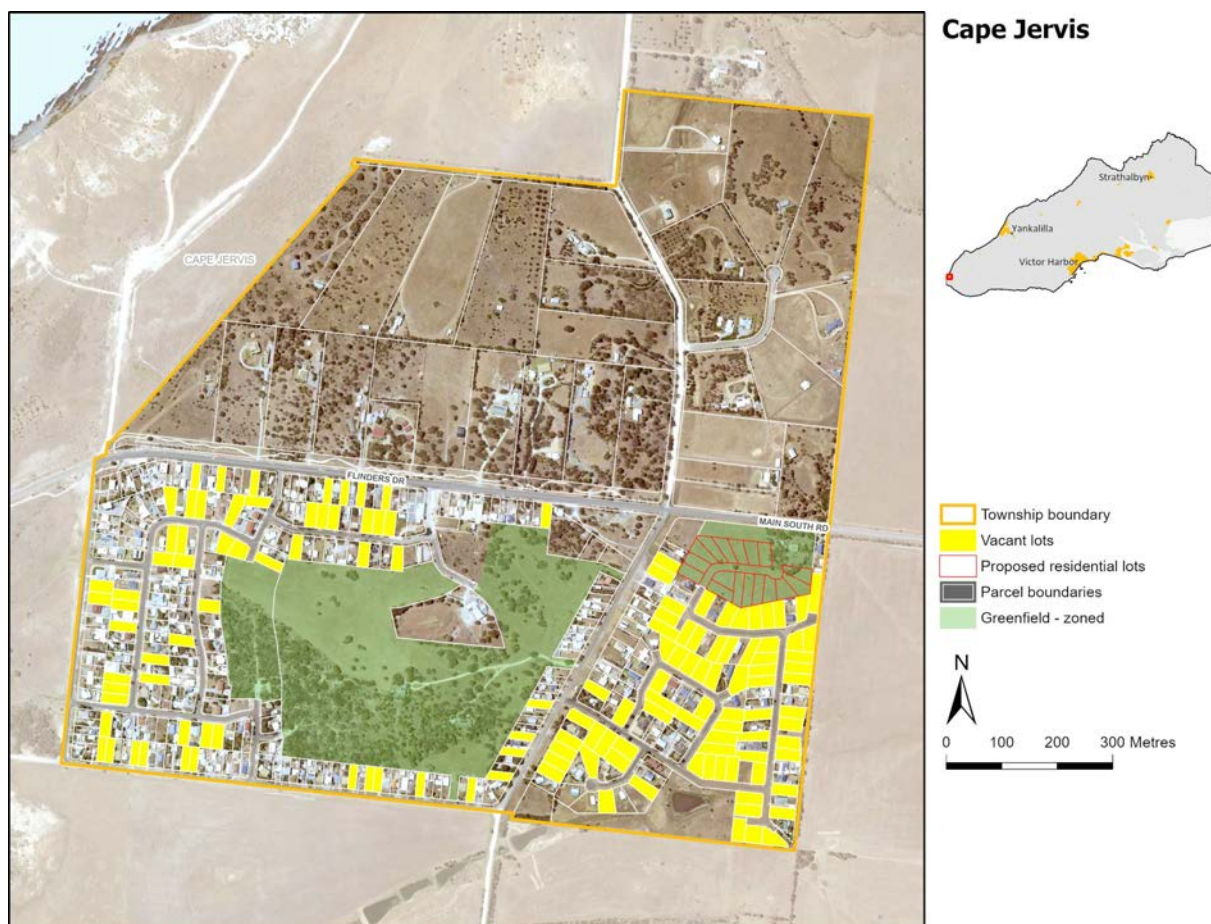 Cape Jervis
Strathalbyn
Yankalilla
Victor Harbor
CAPE JERVIS
FLINDERS DR
MAIN SOUTH RD
Township boundary
Vacant lots
Proposed residential lots
Parcel boundaries
Greenfield - zoned
N
0 100 200 300 Metres